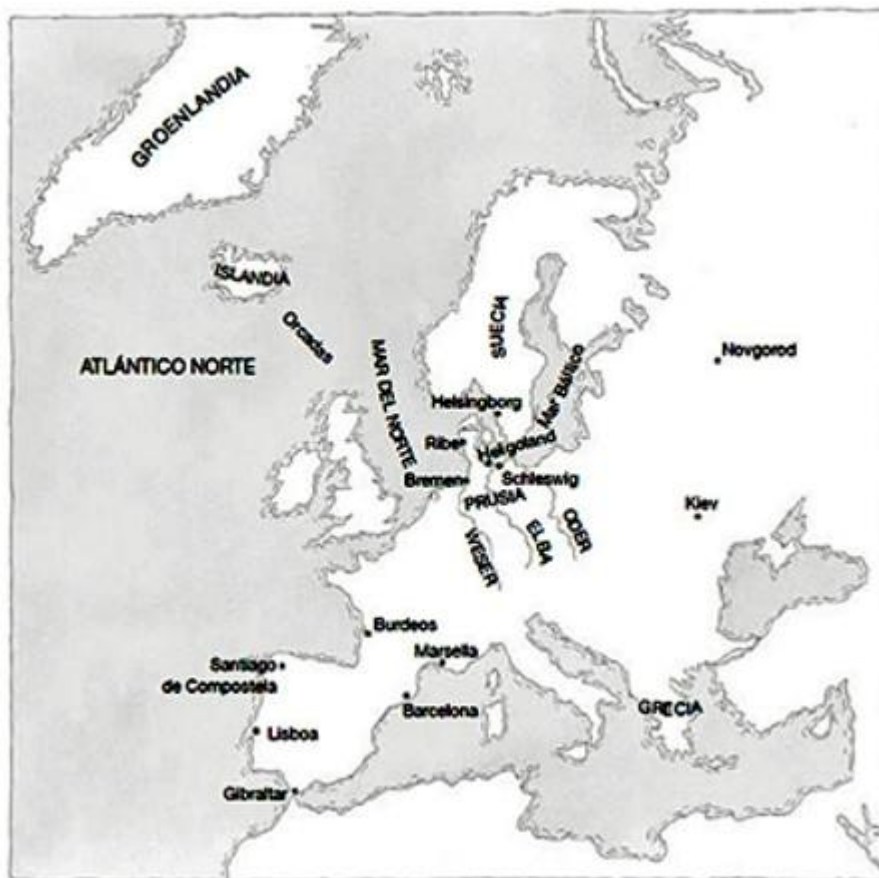 GROENLANDIA
ISLANDIA
Orcadas
ATLÁNTICO NORTE
MAR DEL NORTE
SUECIA
Mar Báltico
Novgorod
Helsingborg
Ribe
Heligoland
Bremen
Schleswig
PRUSIA
Kiev
WESER
ELBA
ODER
Burdeos
Marsella
Santiago
de Compostela
Barcelona
GRECIA
Lisboa
Gibraltar